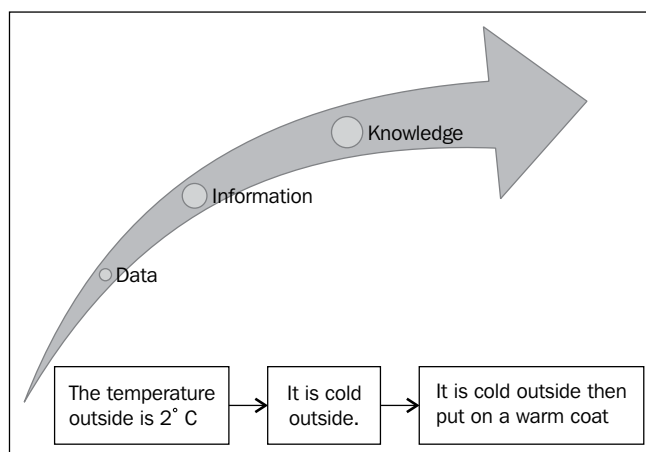 Knowledge
Information
Data
The temperature
outside is 2° C
It is cold
outside.
It is cold outside then
put on a warm coat